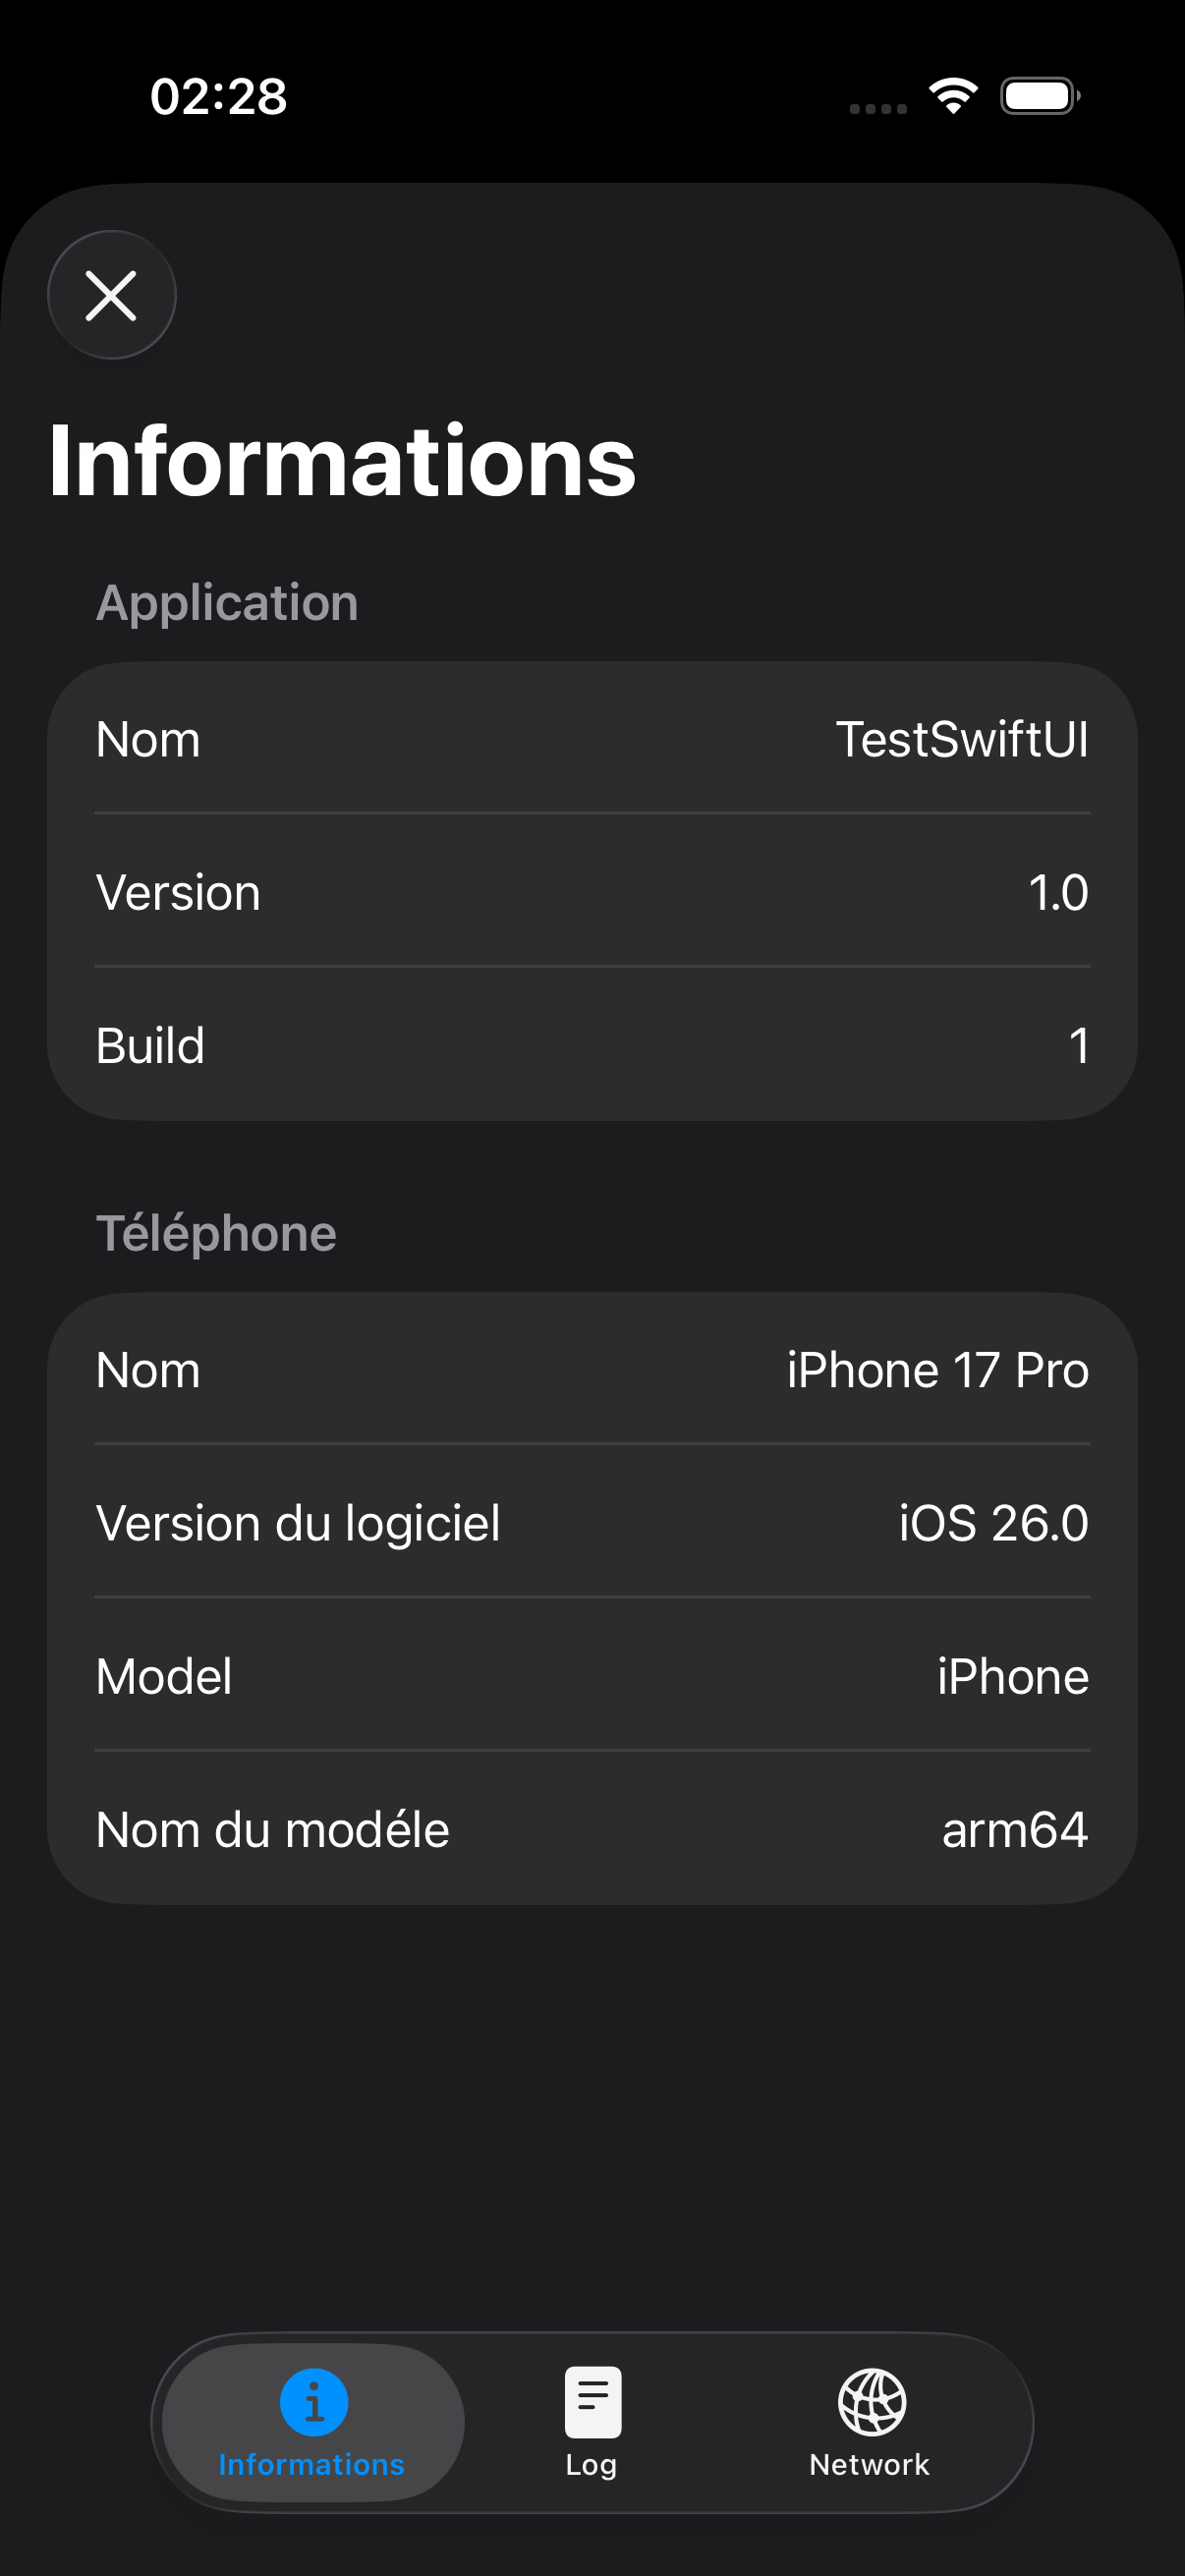 02:28
Informations
Application
Nom TestSwiftUI
Version 1.0
Build 1
Téléphone
Nom iPhone 17 Pro
Version du logiciel iOS 26.0
Model iPhone
Nom du modéle arm64
Informations Log Network